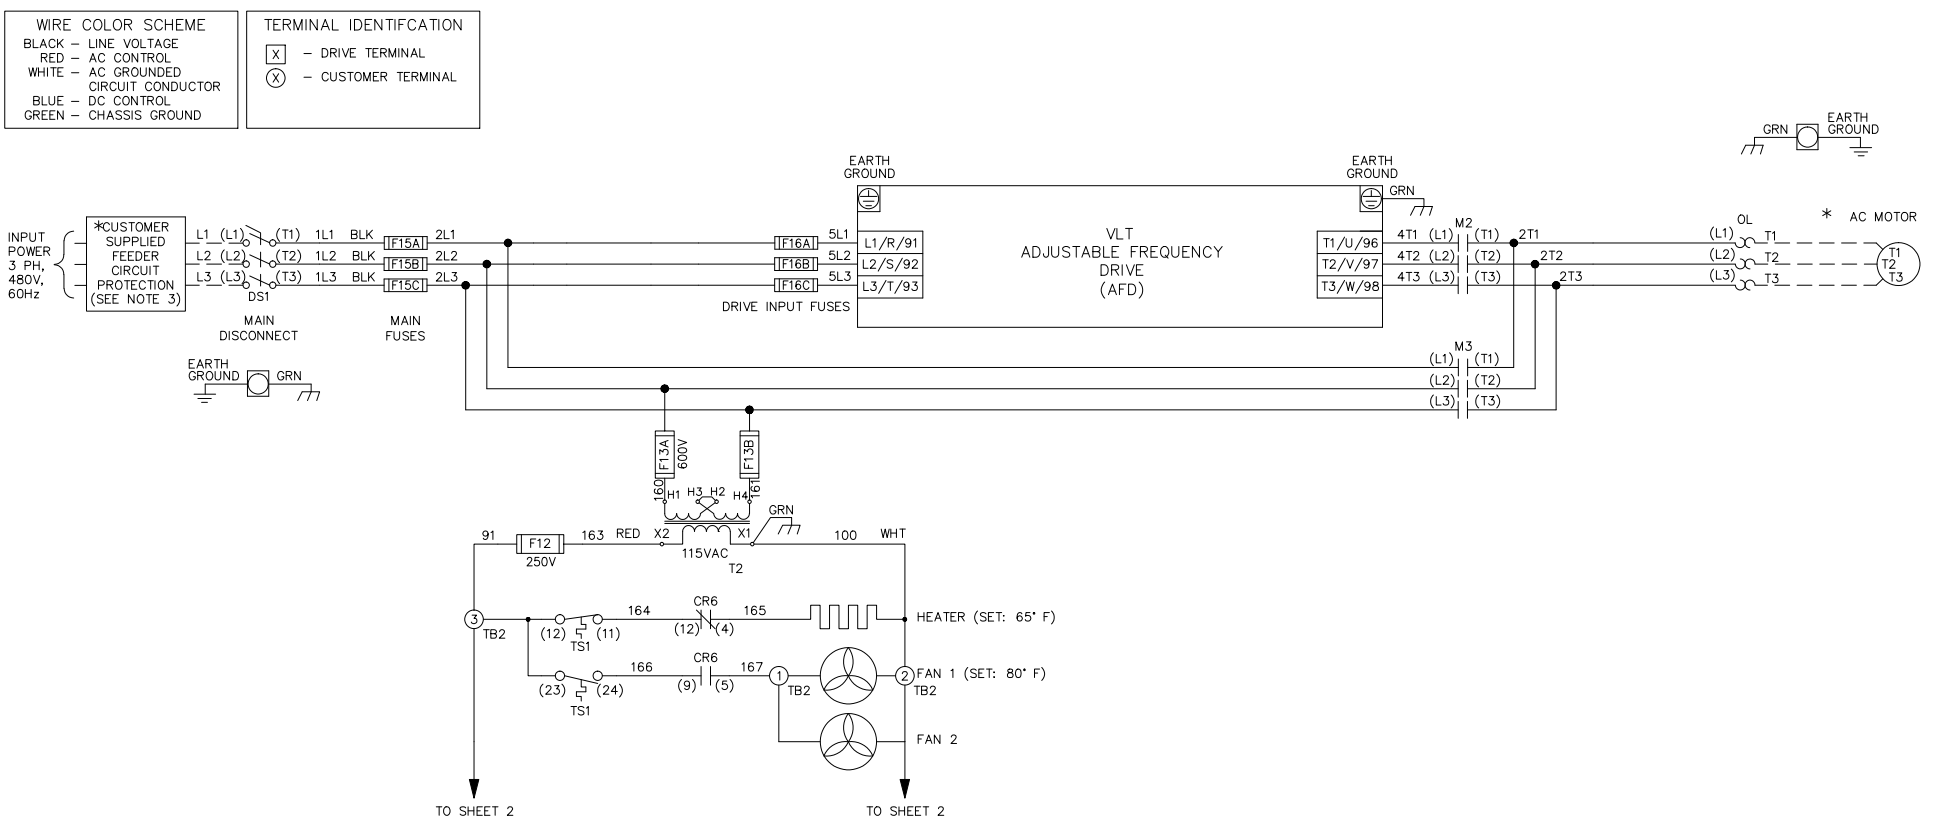 WIRE COLOR SCHEME
BLACK – LINE VOLTAGE
RED – AC CONTROL
WHITE – AC GROUNDED
CIRCUIT CONDUCTOR
BLUE – DC CONTROL
GREEN – CHASSIS GROUND
TERMINAL IDENTIFCATION
X – DRIVE TERMINAL
X – CUSTOMER TERMINAL
EARTH
GROUND
GRN
EARTH
GROUND
EARTH
GROUND
GRN
INPUT
POWER
3 PH,
480V,
60Hz
*CUSTOMER
SUPPLIED
FEEDER
CIRCUIT
PROTECTION
(SEE NOTE 3)
L1 (L1) (T1) 1L1 BLK F15A 2L1 F16A 5L1 L1/R/91
L2 (L2) (T2) 1L2 BLK F15B 2L2 F16B 5L2 L2/S/92
L3 (L3) (T3) 1L3 BLK F15C 2L3 F16C 5L3 L3/T/93
DS1
MAIN
DISCONNECT
MAIN
FUSES
DRIVE INPUT FUSES
VLT
ADJUSTABLE FREQUENCY
DRIVE
(AFD)
M2
OL
* AC MOTOR
T1/U/96 4T1 (L1) (T1) 2T1 (L1) T1 T1
T2/V/97 4T2 (L2) (T2) 2T2 (L2) T2 T2
T3/W/98 4T3 (L3) (T3) 2T3 (L3) T3 T3
EARTH
GROUND
GRN
M3
(L1) (T1)
(L2) (T2)
(L3) (T3)
F13A
600V
F13B
160
161
H1 H3 H2 H4
GRN
91 F12 163 RED X2 X1 100 WHT
250V
115VAC
T2
3
TB2
(12) (11)
TS1
164
CR6
(12) (4)
165
HEATER (SET: 65° F)
(23) (24)
TS1
166
CR6
(9) (5)
167
1
TB2
2
TB2
FAN 1 (SET: 80° F)
FAN 2
TO SHEET 2
TO SHEET 2